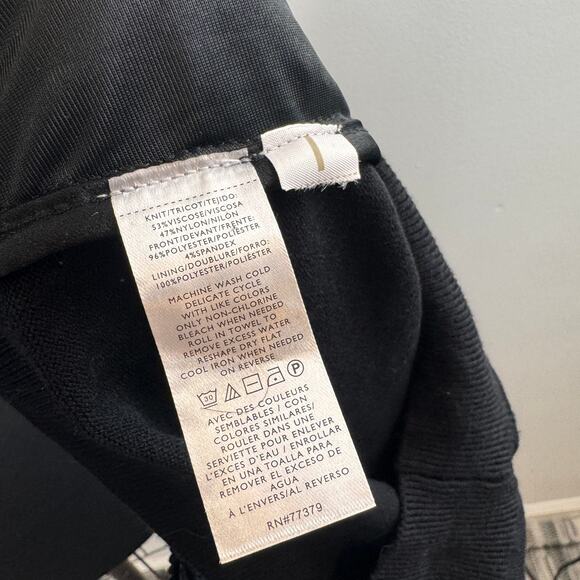 KNIT/TRICOT/TEJIDO:
53%VISCOSE/VISCOSA
47%NYLON/NILÓN
FRONT/DEVANT/FRENTE:
96%POLYESTER/POLIÉSTER
4%SPANDEX
LINING/DOUBLURE/FORRO:
100%POLYESTER/POLIÉSTER
MACHINE WASH COLD
DELICATE CYCLE
WITH LIKE COLORS
ONLY NON-CHLORINE
BLEACH WHEN NEEDED
ROLL IN TOWEL TO
REMOVE EXCESS WATER
RESHAPE DRY FLAT
COOL IRON WHEN NEEDED
ON REVERSE
30 P
AVEC DES COULEURS
SEMBLABLES / CON
COLORES SIMILARES/
ROULER DANS UNE
SERVIETTE POUR ENLEVER
L'EXCES D'EAU / ENROLLAR
EN UNA TOALLA PARA
REMOVER EL EXCESO DE
AGUA
À L'ENVERS/AL REVERSO
RN#77379